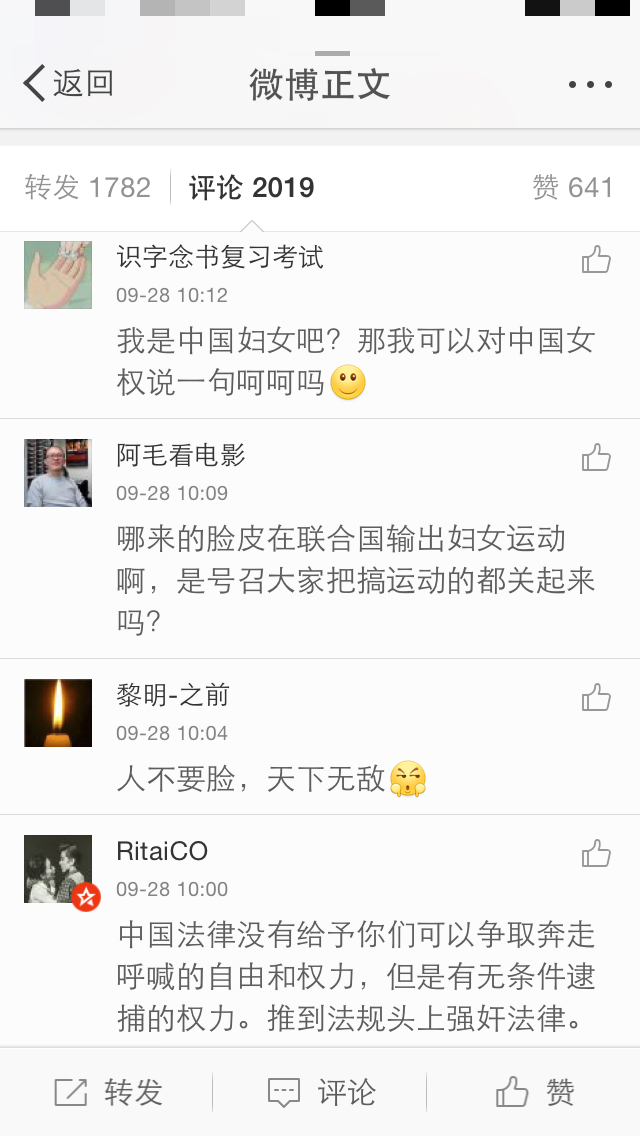 返回
微博正文
转发 1782
评论 2019
赞 641
识字念书复习考试
09-28 10:12
我是中国妇女吧？那我可以对中国女
权说一句呵呵吗
阿毛看电影
09-28 10:09
哪来的脸皮在联合国输出妇女运动
啊，是号召大家把搞运动的都关起来
吗？
黎明-之前
09-28 10:04
人不要脸，天下无敌
RitaiCO
09-28 10:00
中国法律没有给予你们可以争取奔走
呼喊的自由和权力，但是有无条件逮
捕的权力。推到法规头上强奸法律。
转发
评论
赞